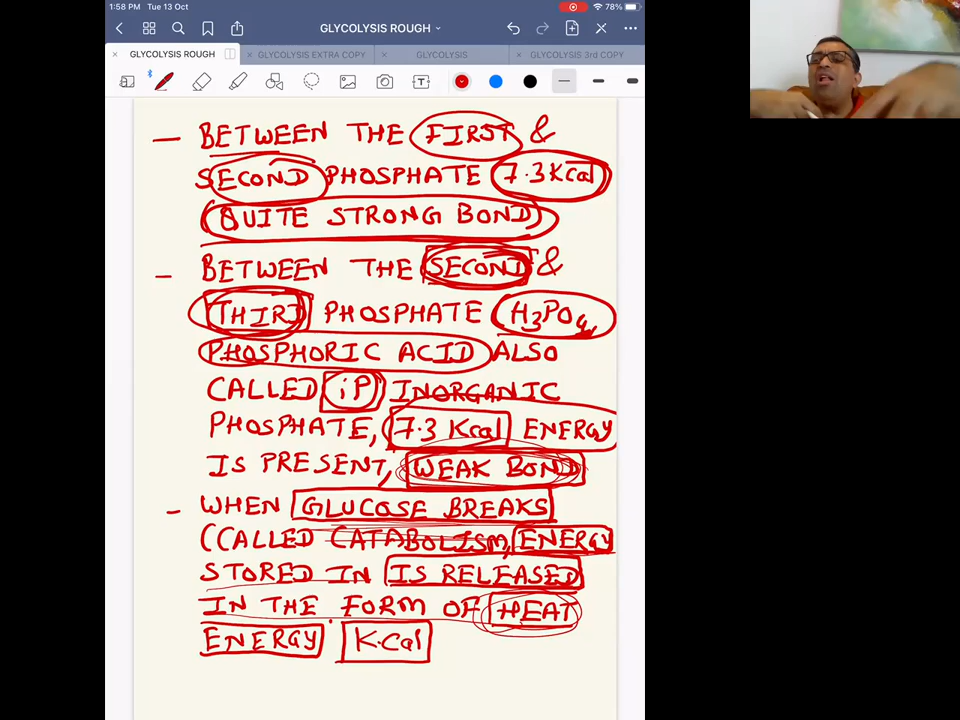 1:58 PM Tue 13 Oct
78%
GLYCOLYSIS ROUGH
GLYCOLYSIS ROUGH
GLYCOLYSIS EXTRA COPY
GLYCOLYSIS
GLYCOLYSIS 3rd COPY
— BETWEEN THE FIRST &
SECOND PHOSPHATE 7.3 Kcal
(QUITE STRONG BOND)
— BETWEEN THE SECOND &
THIRD PHOSPHATE H3PO4
PHOSPHORIC ACID ALSO
CALLED iP INORGANIC
PHOSPHATE, 7.3 Kcal ENERGY
IS PRESENT, WEAK BOND
— WHEN GLUCOSE BREAKS
(CALLED CATABOLISM, ENERGY
STORED IN IS RELEASED
IN THE FORM OF HEAT
ENERGY. K.Cal